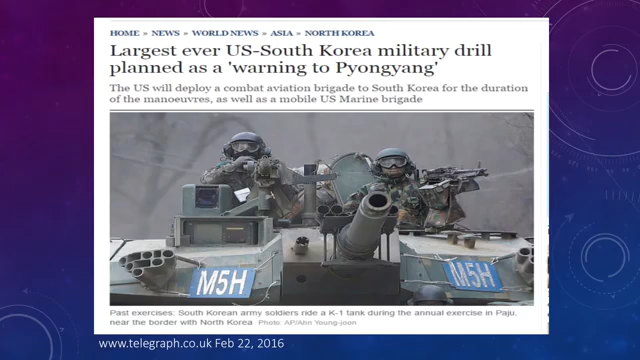 HOME » NEWS » WORLD NEWS » ASIA » NORTH KOREA
Largest ever US-South Korea military drill
planned as a 'warning to Pyongyang'
The US will deploy a combat aviation brigade to South Korea for the duration
of the manoeuvres, as well as a mobile US Marine brigade
M5H
M5H
Past exercises: South Korean army soldiers ride a K-1 tank during the annual exercise in Paju,
near the border with North Korea Photo: AP/Ahn Young-joon
www.telegraph.co.uk Feb 22, 2016